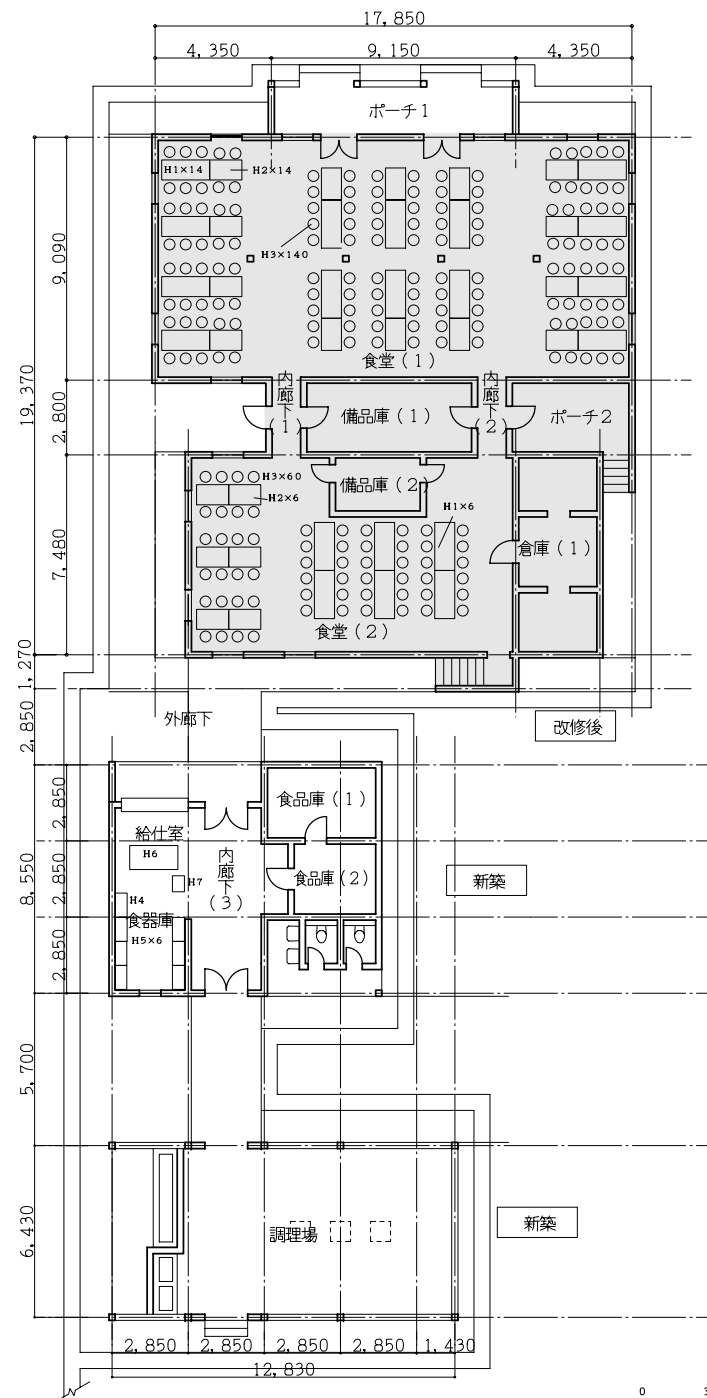 17,850
4,350
9,150
4,350
ポーチ1
H1×14
H2×14
H3×140
9,090
食堂(1)
19,370
2,800
内廊下(1)
備品庫(1)
内廊下(2)
ポーチ2
H3×60
H2×6
備品庫(2)
H1×6
倉庫(1)
7,480
食堂(2)
1,270
外廊下
改修後
2,850
食品庫(1)
2,850
給仕室
H6
内廊下(3)
食品庫(2)
新築
8,550
2,850
H7
H4
食器庫
H5×6
2,850
5,700
調理場
新築
6,430
2,850
2,850
2,850
2,850
1,430
12,830
N
0
3